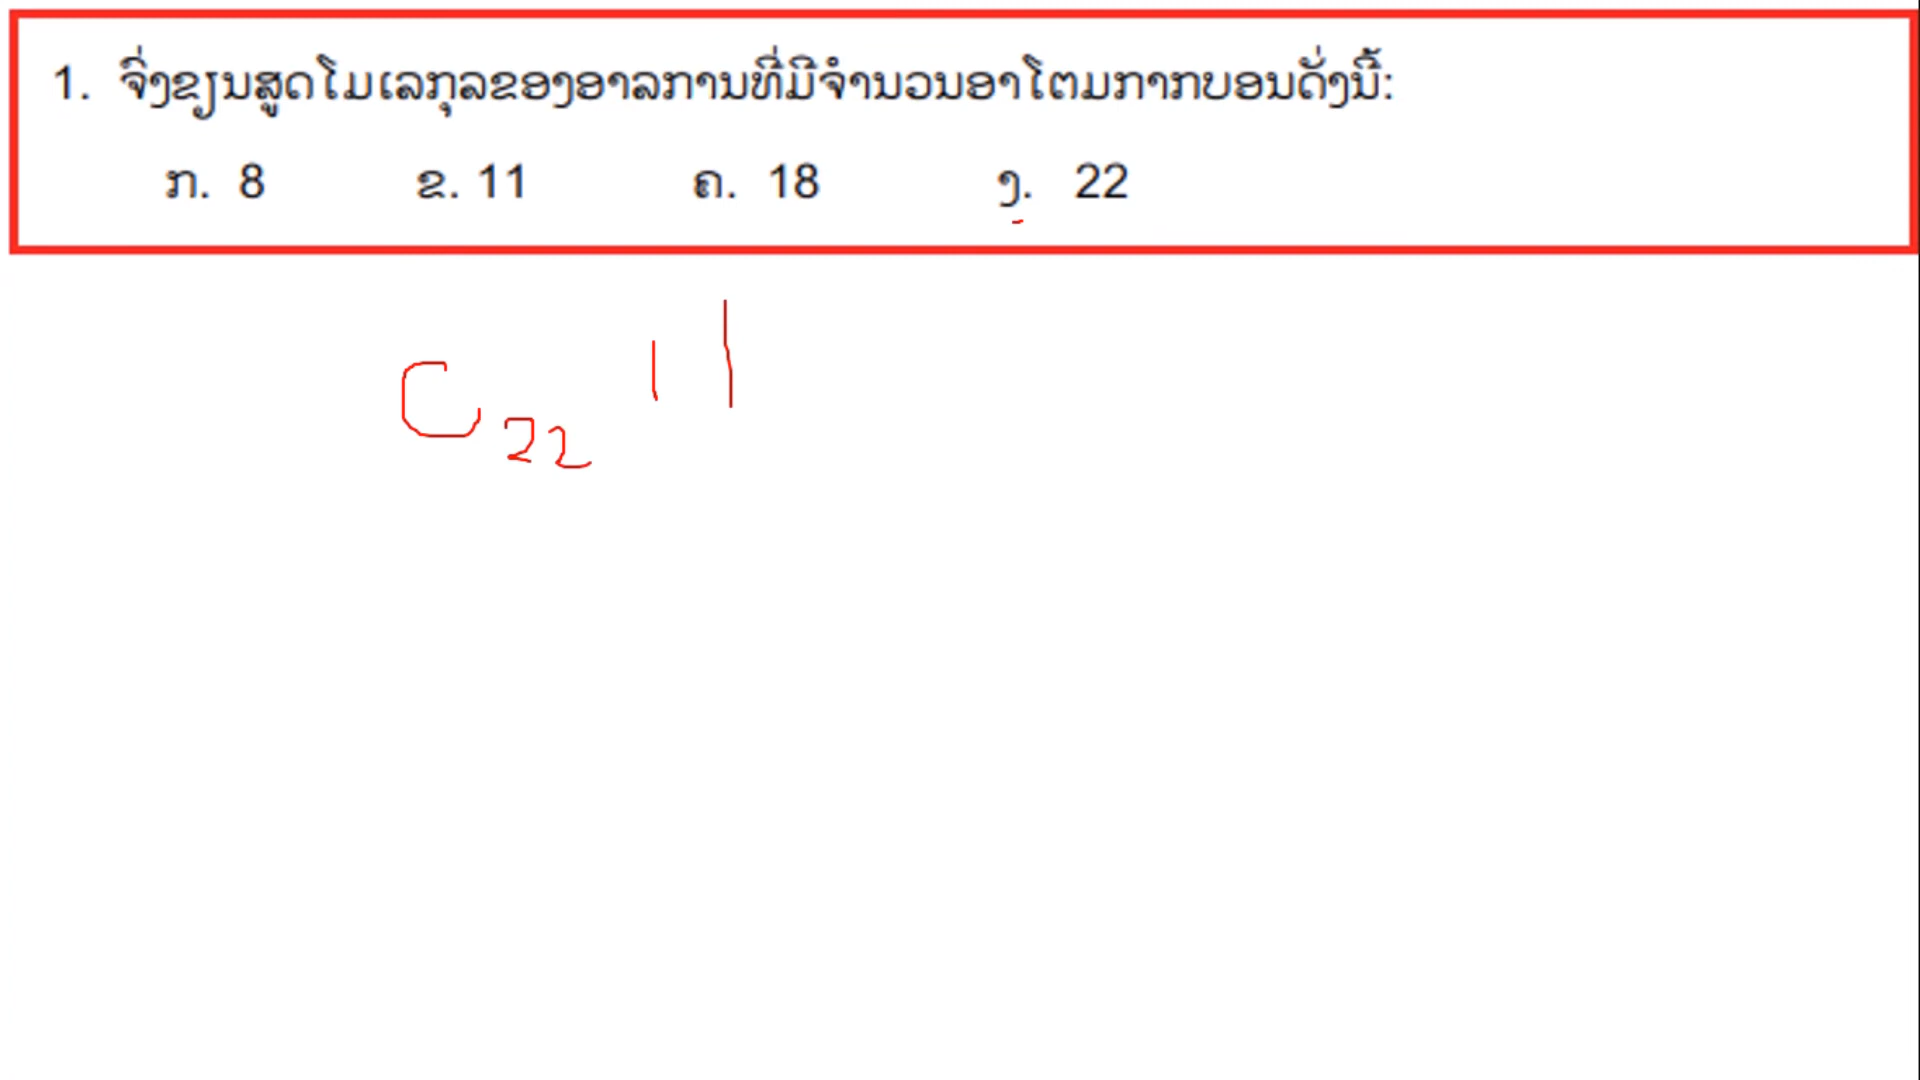 1. ຈົ່ງຂຽນສູດໂມເລກຸລຂອງອາລການທີ່ມີຈໍານວນອາໂຕມກາກບອນດັ່ງນີ້:
ກ. 8 ຂ. 11 ຄ. 18 ງ. 22
C22